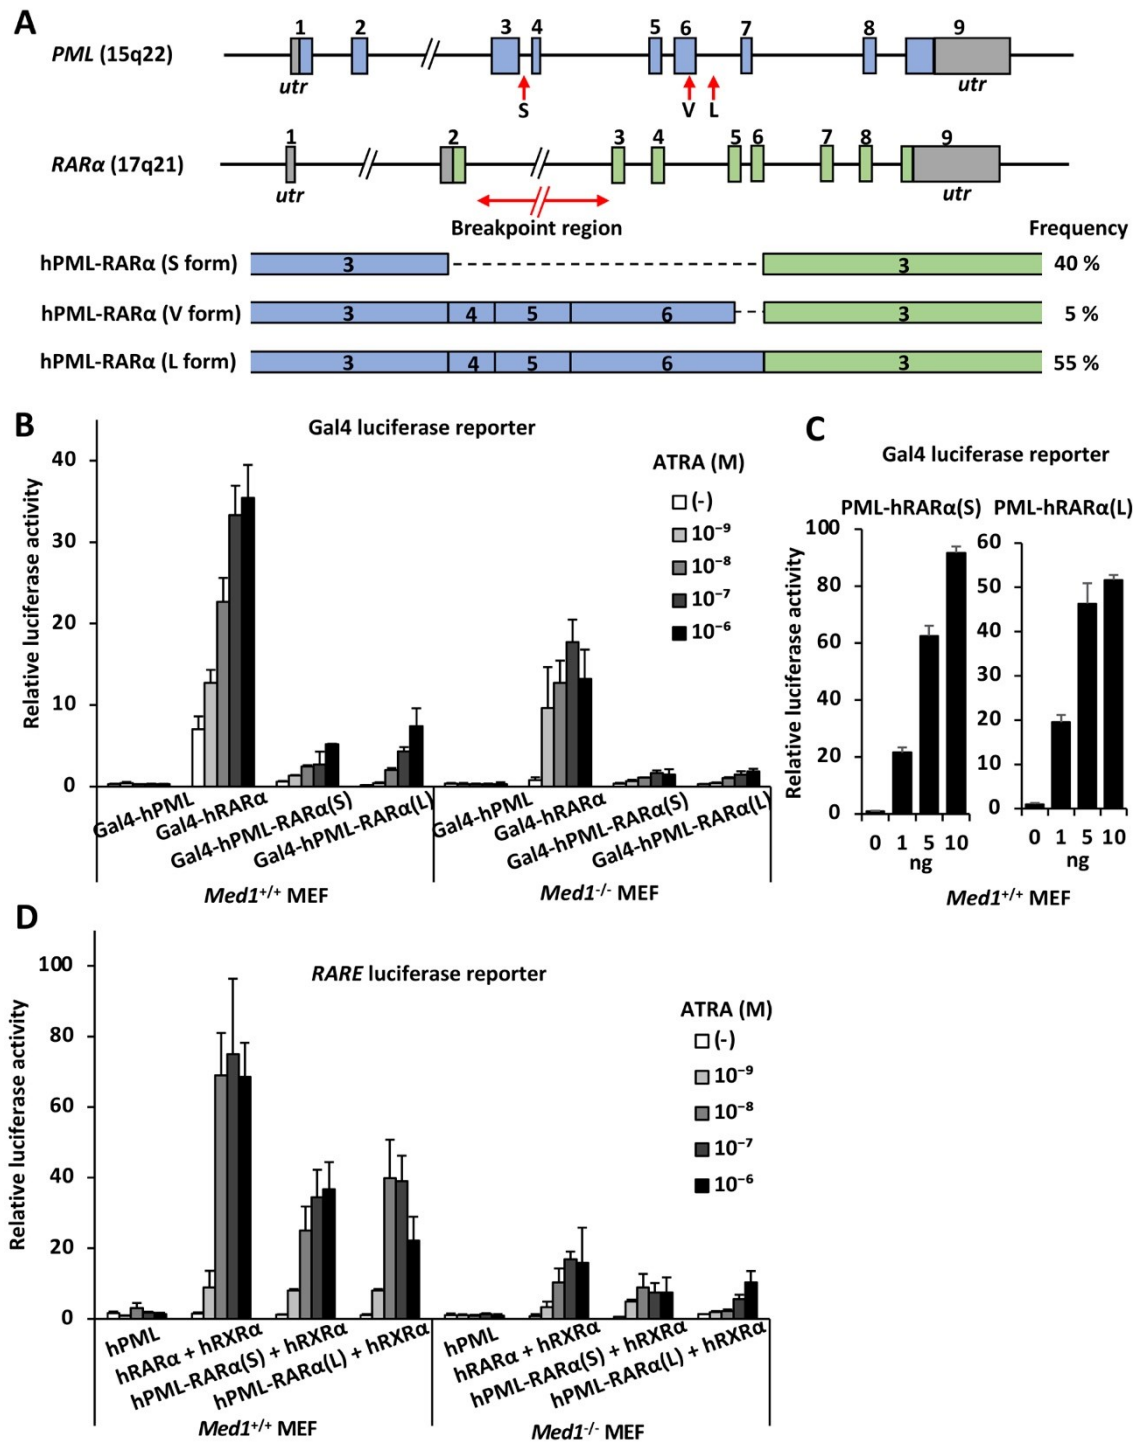 A
1 2 3 4 5 6 7 8 9
PML (15q22)
utr utr
S V L
1 2 3 4 5 6 7 8 9
RARα (17q21)
utr utr
Breakpoint region Frequency
hPML-RARα (S form) 3 3 40 %
hPML-RARα (V form) 3 4 5 6 3 5 %
hPML-RARα (L form) 3 4 5 6 3 55 %
B
Gal4 luciferase reporter
Relative luciferase activity
40
30
20
10
0
ATRA (M)
(-)
10⁻⁹
10⁻⁸
10⁻⁷
10⁻⁶
Gal4-hPML
Gal4-hRARα
Gal4-hPML-RARα(S)
Gal4-hPML-RARα(L)
Gal4-hPML
Gal4-hRARα
Gal4-hPML-RARα(S)
Gal4-hPML-RARα(L)
Med1⁺/⁺ MEF Med1⁻/⁻ MEF
C
Gal4 luciferase reporter
PML-hRARα(S) PML-hRARα(L)
Relative luciferase activity
100
80
60
40
20
0
60
50
40
30
20
10
0
0 1 5 10 0 1 5 10
ng ng
Med1⁺/⁺ MEF
D
RARE luciferase reporter
Relative luciferase activity
100
80
60
40
20
0
ATRA (M)
(-)
10⁻⁹
10⁻⁸
10⁻⁷
10⁻⁶
hPML
hRARα + hRXRα
hPML-RARα(S) + hRXRα
hPML-RARα(L) + hRXRα
hPML
hRARα + hRXRα
hPML-RARα(S) + hRXRα
hPML-RARα(L) + hRXRα
Med1⁺/⁺ MEF Med1⁻/⁻ MEF